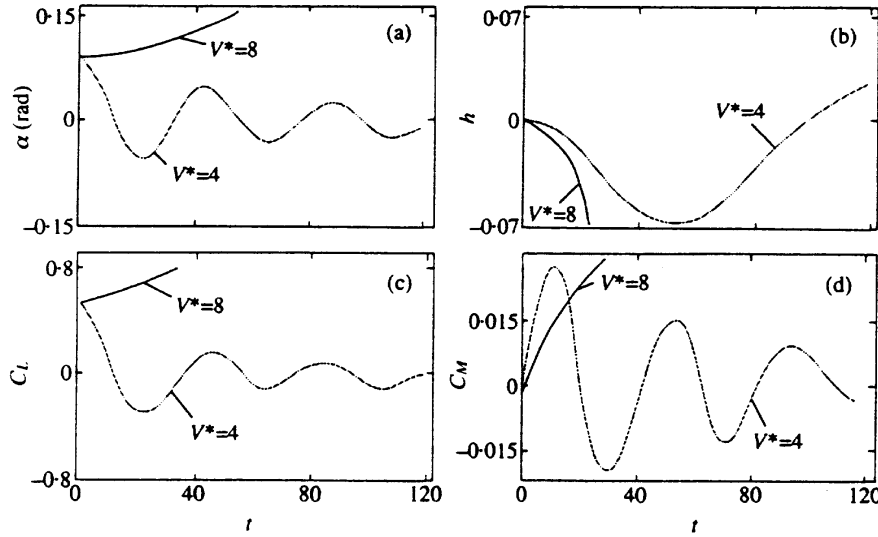 0·15
(a)
V*=8
α (rad)
0
V*=4
−0·15
0·07
(b)
h
V*=4
0
V*=8
−0·07
0·8
(c)
V*=8
C_L
0
V*=4
−0·8
0
40
80
120
t
(d)
V*=8
0·015
C_M
0
V*=4
−0·015
0
40
80
120
t